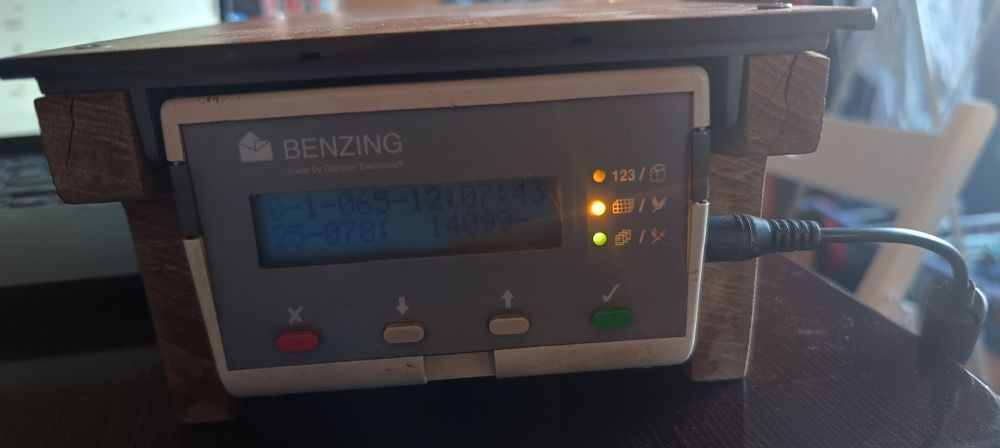 BENZING
made by Gantner Electronic®
0-1-065-12:07:43
25-078: 14099-
123 /
/
/
X
✓